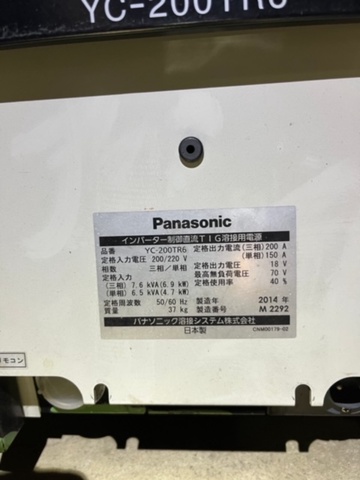 YC-200TR6
Panasonic
インバーター制御直流TIG溶接用電源
品番 YC-200TR6 定格出力電流(三相)200 A
定格入力電圧 200/220 V (単相)150 A
相数 三相/単相 定格出力電圧 18 V
定格入力 最高無負荷電圧 70 V
(三相) 7.6 kVA(6.9 kW) 定格使用率 40 %
(単相) 6.5 kVA(4.7 kW)
定格周波数 50/60 Hz 製造年 2014 年
質量 37 kg 製造番号 M 2292
パナソニック溶接システム株式会社
日本製 CNM00179-02
リモコン